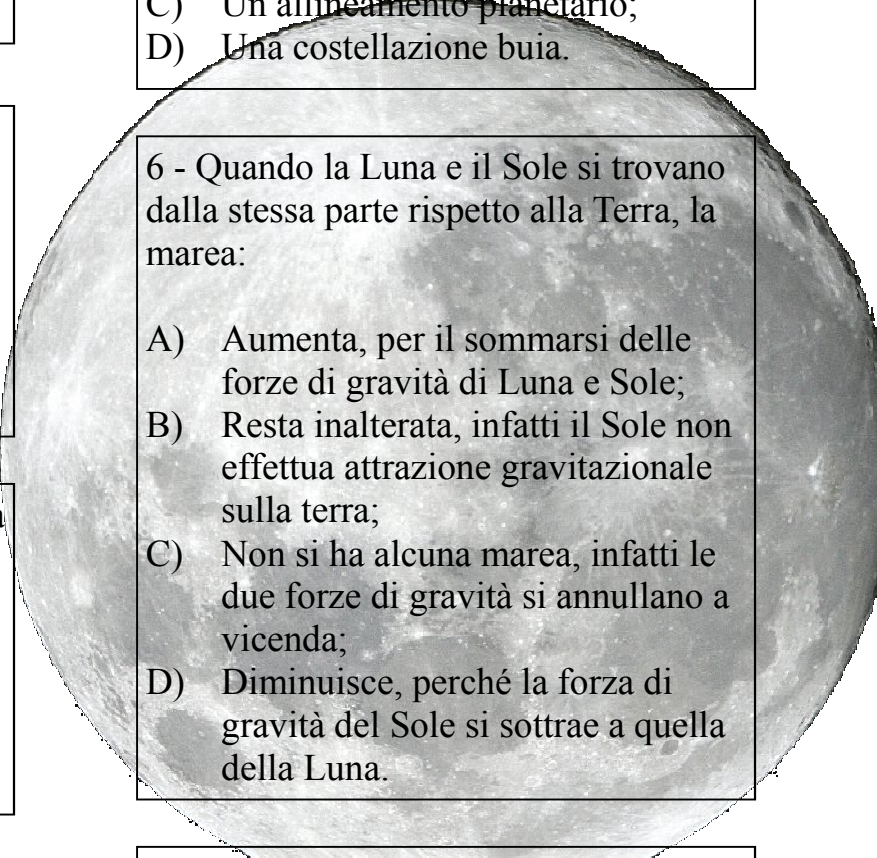 C) Un allineamento planetario;
D) Una costellazione buia.
6 - Quando la Luna e il Sole si trovano
dalla stessa parte rispetto alla Terra, la
marea:
A) Aumenta, per il sommarsi delle
forze di gravità di Luna e Sole;
B) Resta inalterata, infatti il Sole non
effettua attrazione gravitazionale
sulla terra;
C) Non si ha alcuna marea, infatti le
due forze di gravità si annullano a
vicenda;
D) Diminuisce, perché la forza di
gravità del Sole si sottrae a quella
della Luna.